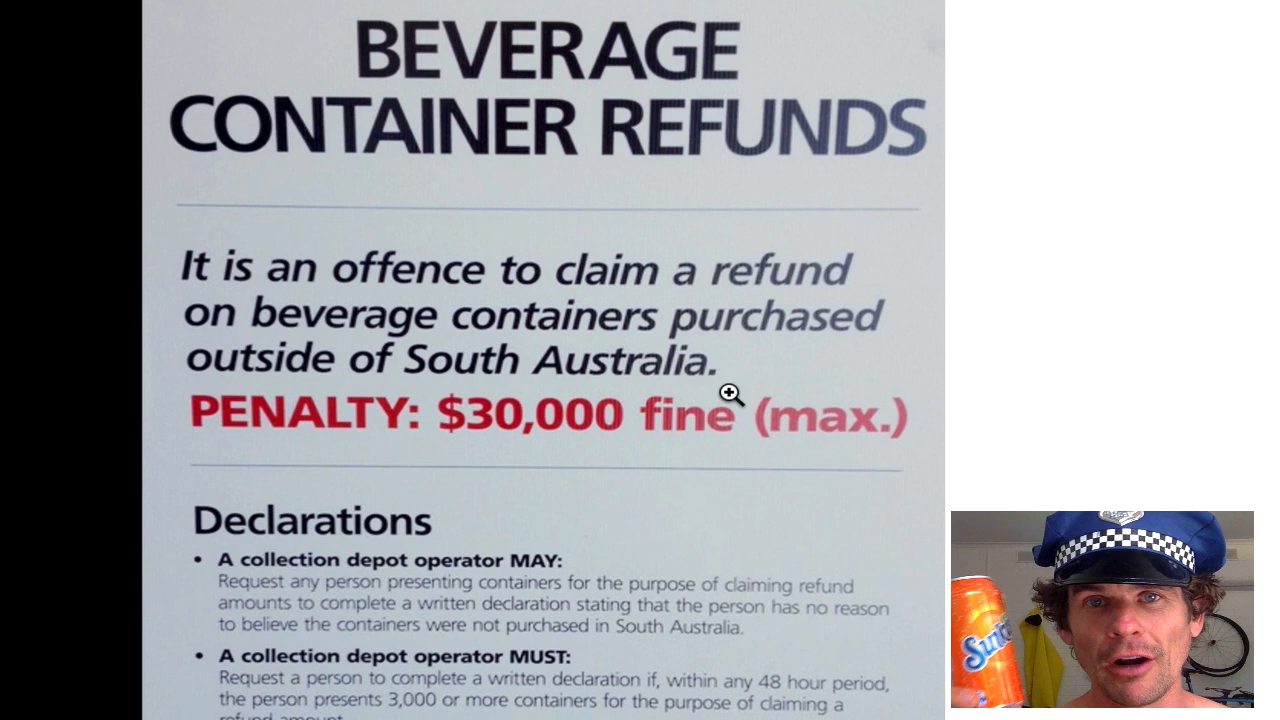 BEVERAGE
CONTAINER REFUNDS
It is an offence to claim a refund
on beverage containers purchased
outside of South Australia.
PENALTY: $30,000 fine (max.)
Declarations
• A collection depot operator MAY:
Request any person presenting containers for the purpose of claiming refund
amounts to complete a written declaration stating that the person has no reason
to believe the containers were not purchased in South Australia.
• A collection depot operator MUST:
Request a person to complete a written declaration if, within any 48 hour period,
the person presents 3,000 or more containers for the purpose of claiming a
refund amount.